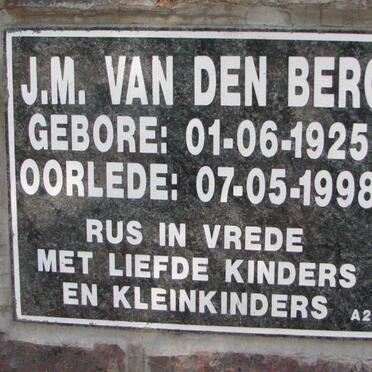 J.M. VAN DEN BERG
GEBORE: 01-06-1925
OORLEDE: 07-05-1998
RUS IN VREDE
MET LIEFDE KINDERS
EN KLEINKINDERS
A2